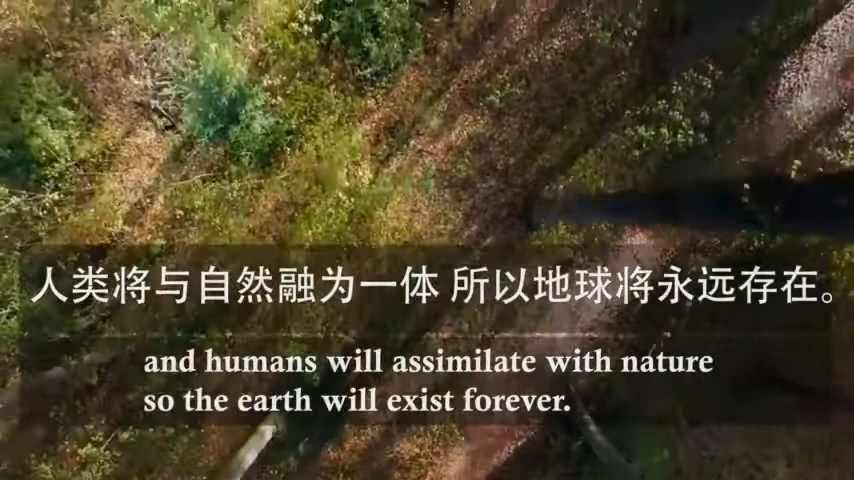 人类将与自然融为一体 所以地球将永远存在。
and humans will assimilate with nature
so the earth will exist forever.